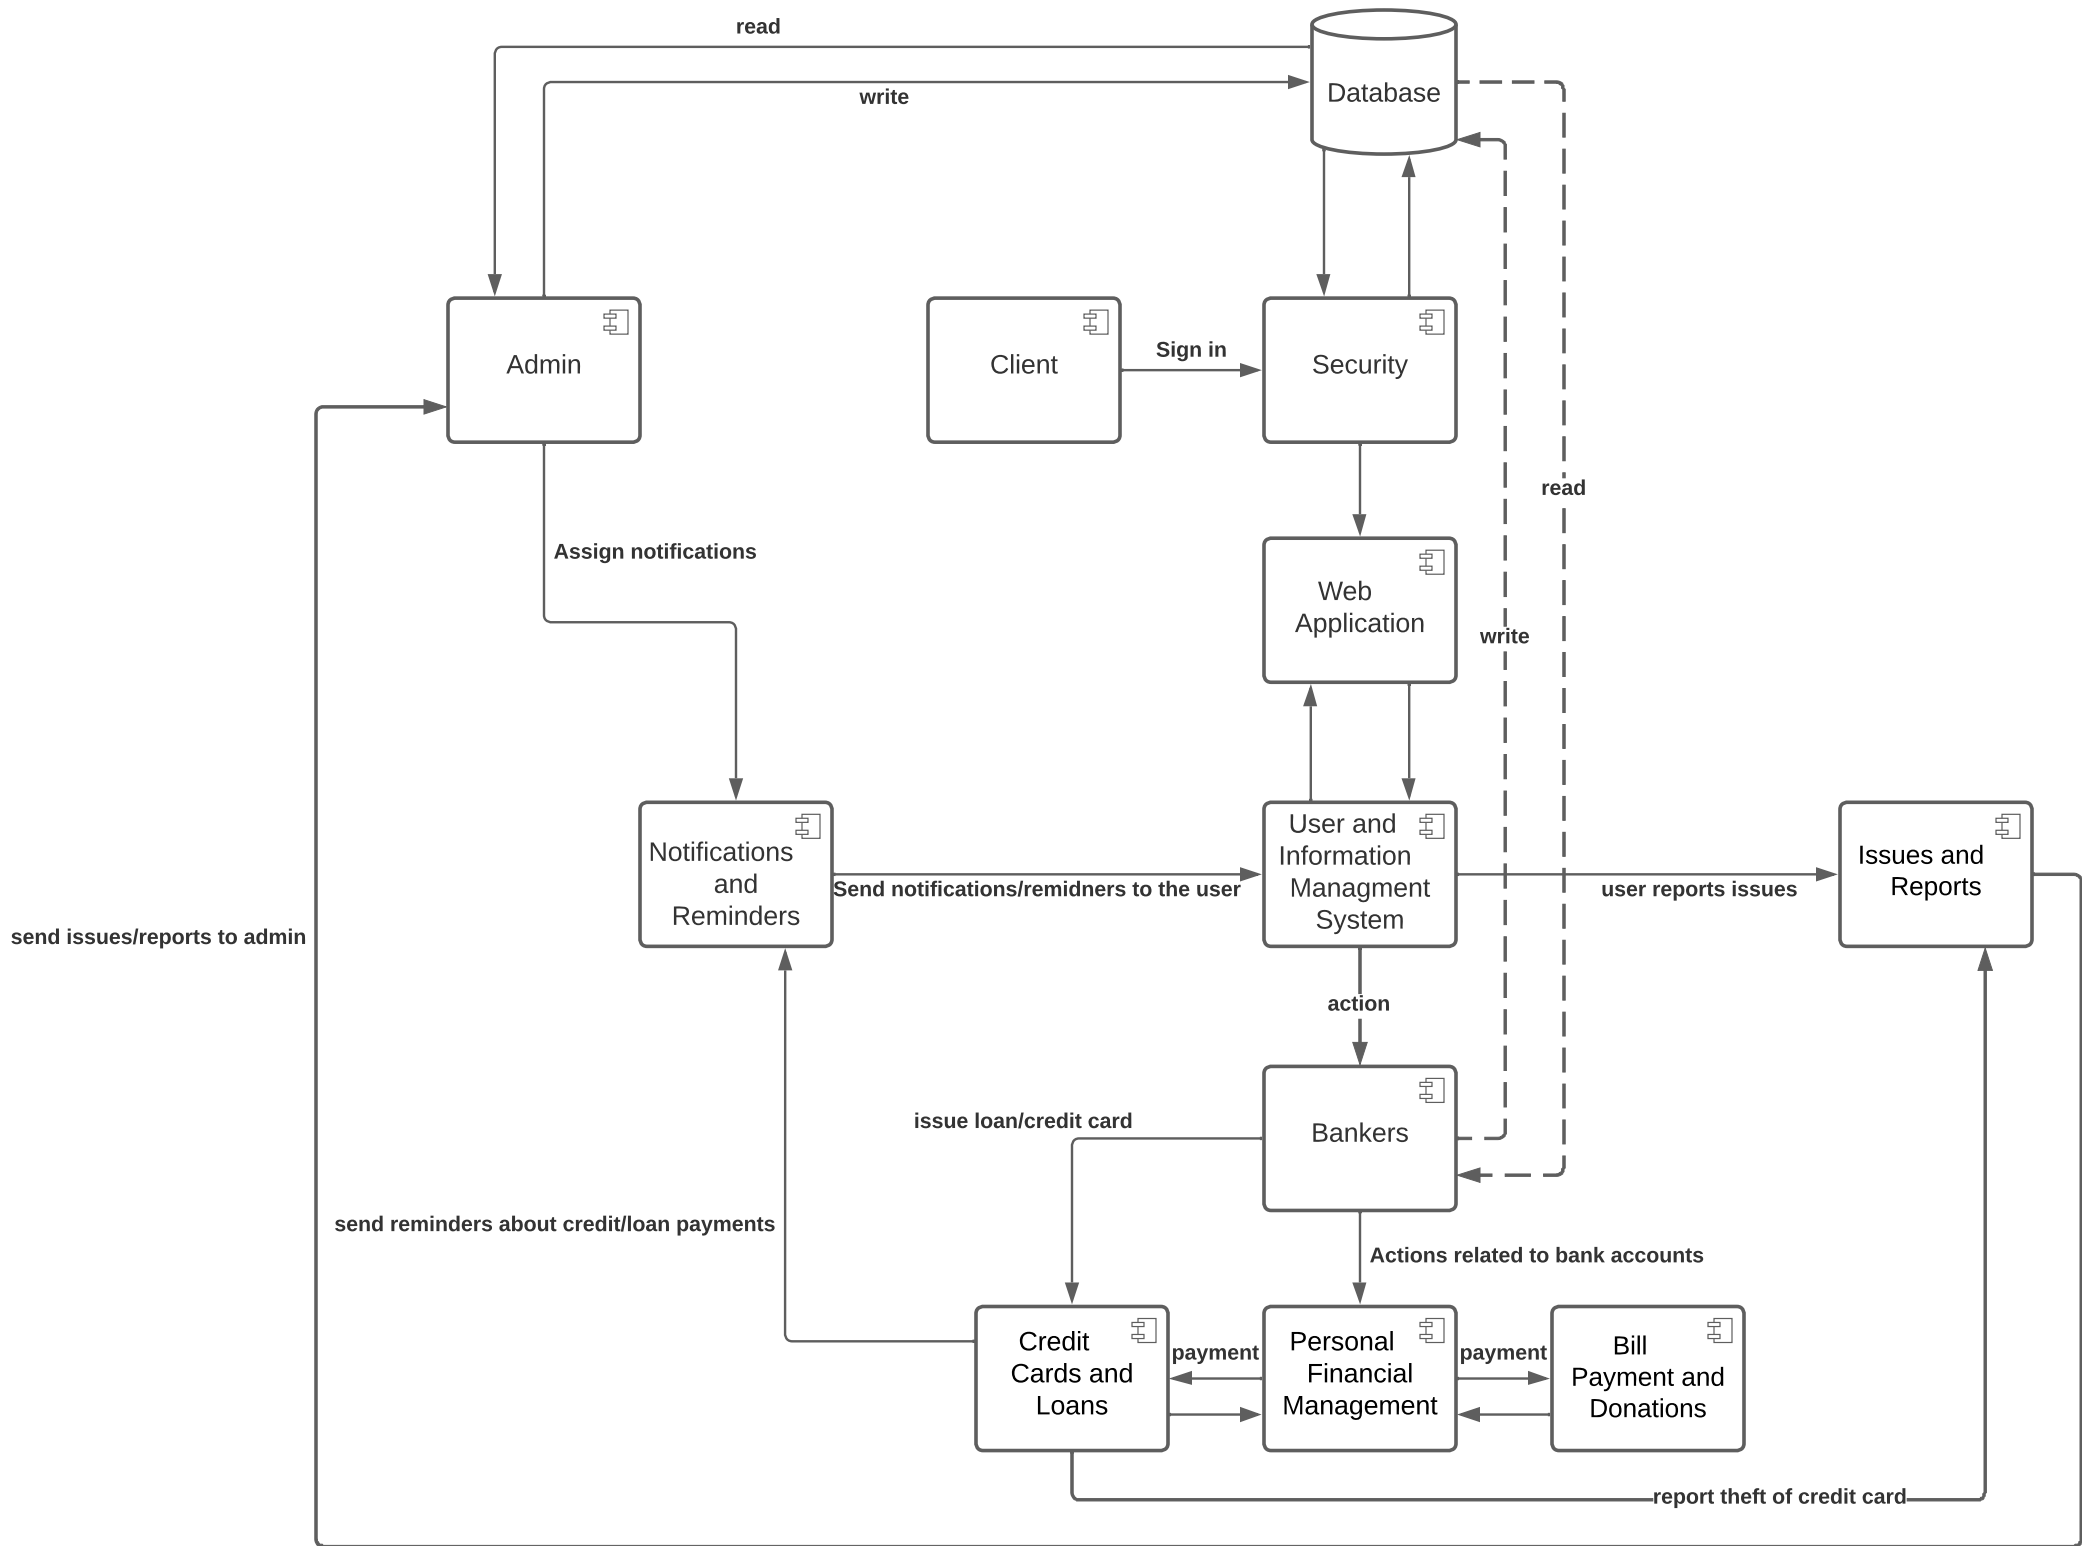 read
write
Database
read
write
Admin
Client
Sign in
Security
Assign notifications
Web
Application
Notifications
and
Reminders
Send notifications/remidners to the user
User and
Information
Managment
System
user reports issues
Issues and
Reports
send issues/reports to admin
action
issue loan/credit card
Bankers
send reminders about credit/loan payments
Actions related to bank accounts
Credit
Cards and
Loans
payment
Personal
Financial
Management
payment
Bill
Payment and
Donations
report theft of credit card